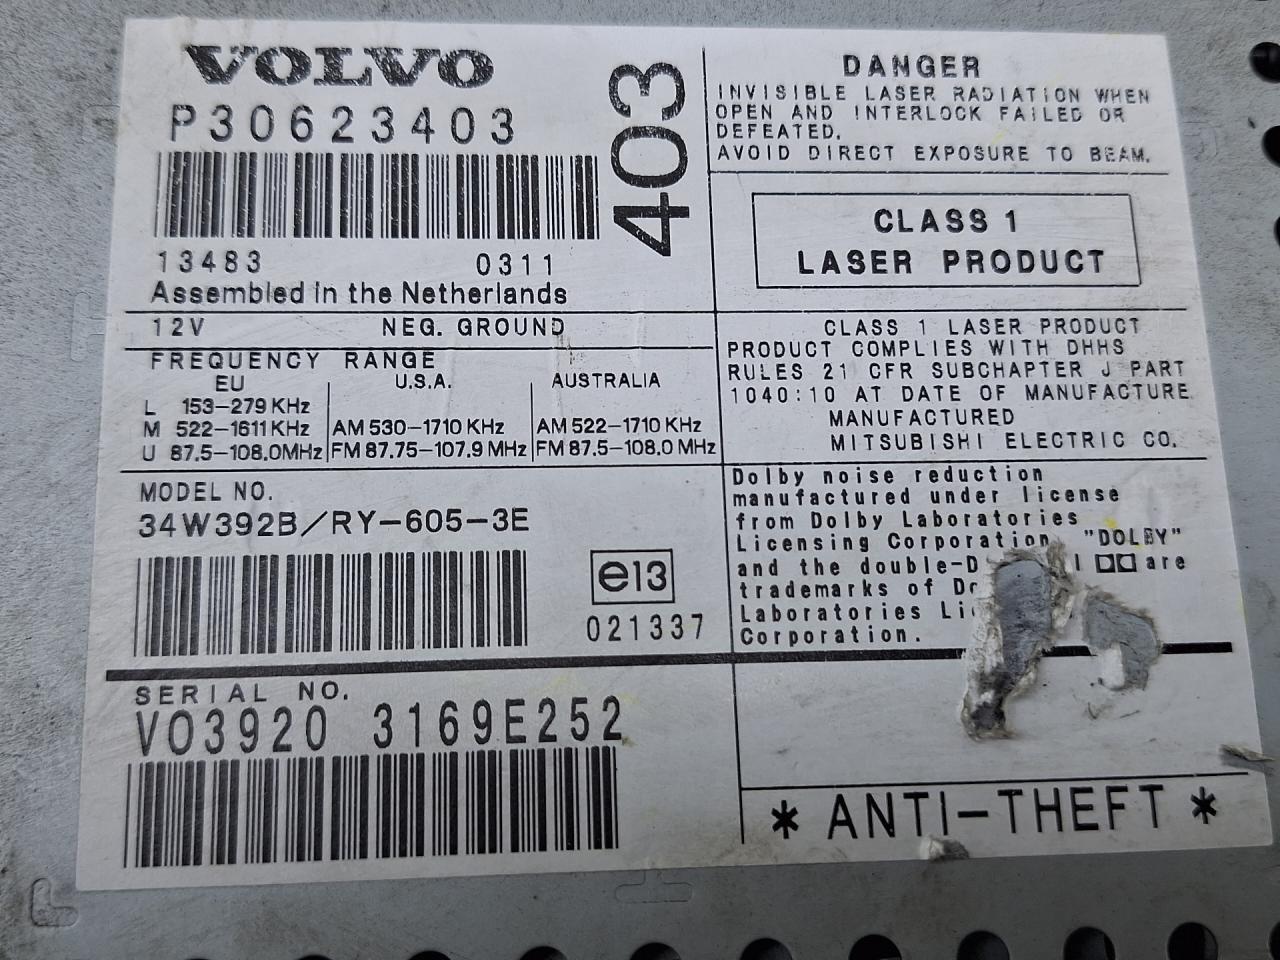 VOLVO
P30623403
403
13483 0311
Assembled in the Netherlands
12V NEG. GROUND
FREQUENCY RANGE
EU U.S.A. AUSTRALIA
L 153-279 KHz
M 522-1611 KHz AM 530-1710 KHz AM 522-1710 KHz
U 87.5-108.0MHz FM 87.75-107.9 MHz FM 87.5-108.0 MHz
MODEL NO.
34W392B/RY-605-3E
e13
021337
SERIAL NO.
VO3920 3169E252
DANGER
INVISIBLE LASER RADIATION WHEN
OPEN AND INTERLOCK FAILED OR
DEFEATED.
AVOID DIRECT EXPOSURE TO BEAM.
CLASS 1
LASER PRODUCT
CLASS 1 LASER PRODUCT
PRODUCT COMPLIES WITH DHHS
RULES 21 CFR SUBCHAPTER J PART
1040:10 AT DATE OF MANUFACTURE
MANUFACTURED
MITSUBISHI ELECTRIC CO.
Dolby noise reduction
manufactured under license
from Dolby Laboratories
Licensing Corporation "DOLBY"
and the double-D are
trademarks of
Laboratories
Corporation.
* ANTI-THEFT *